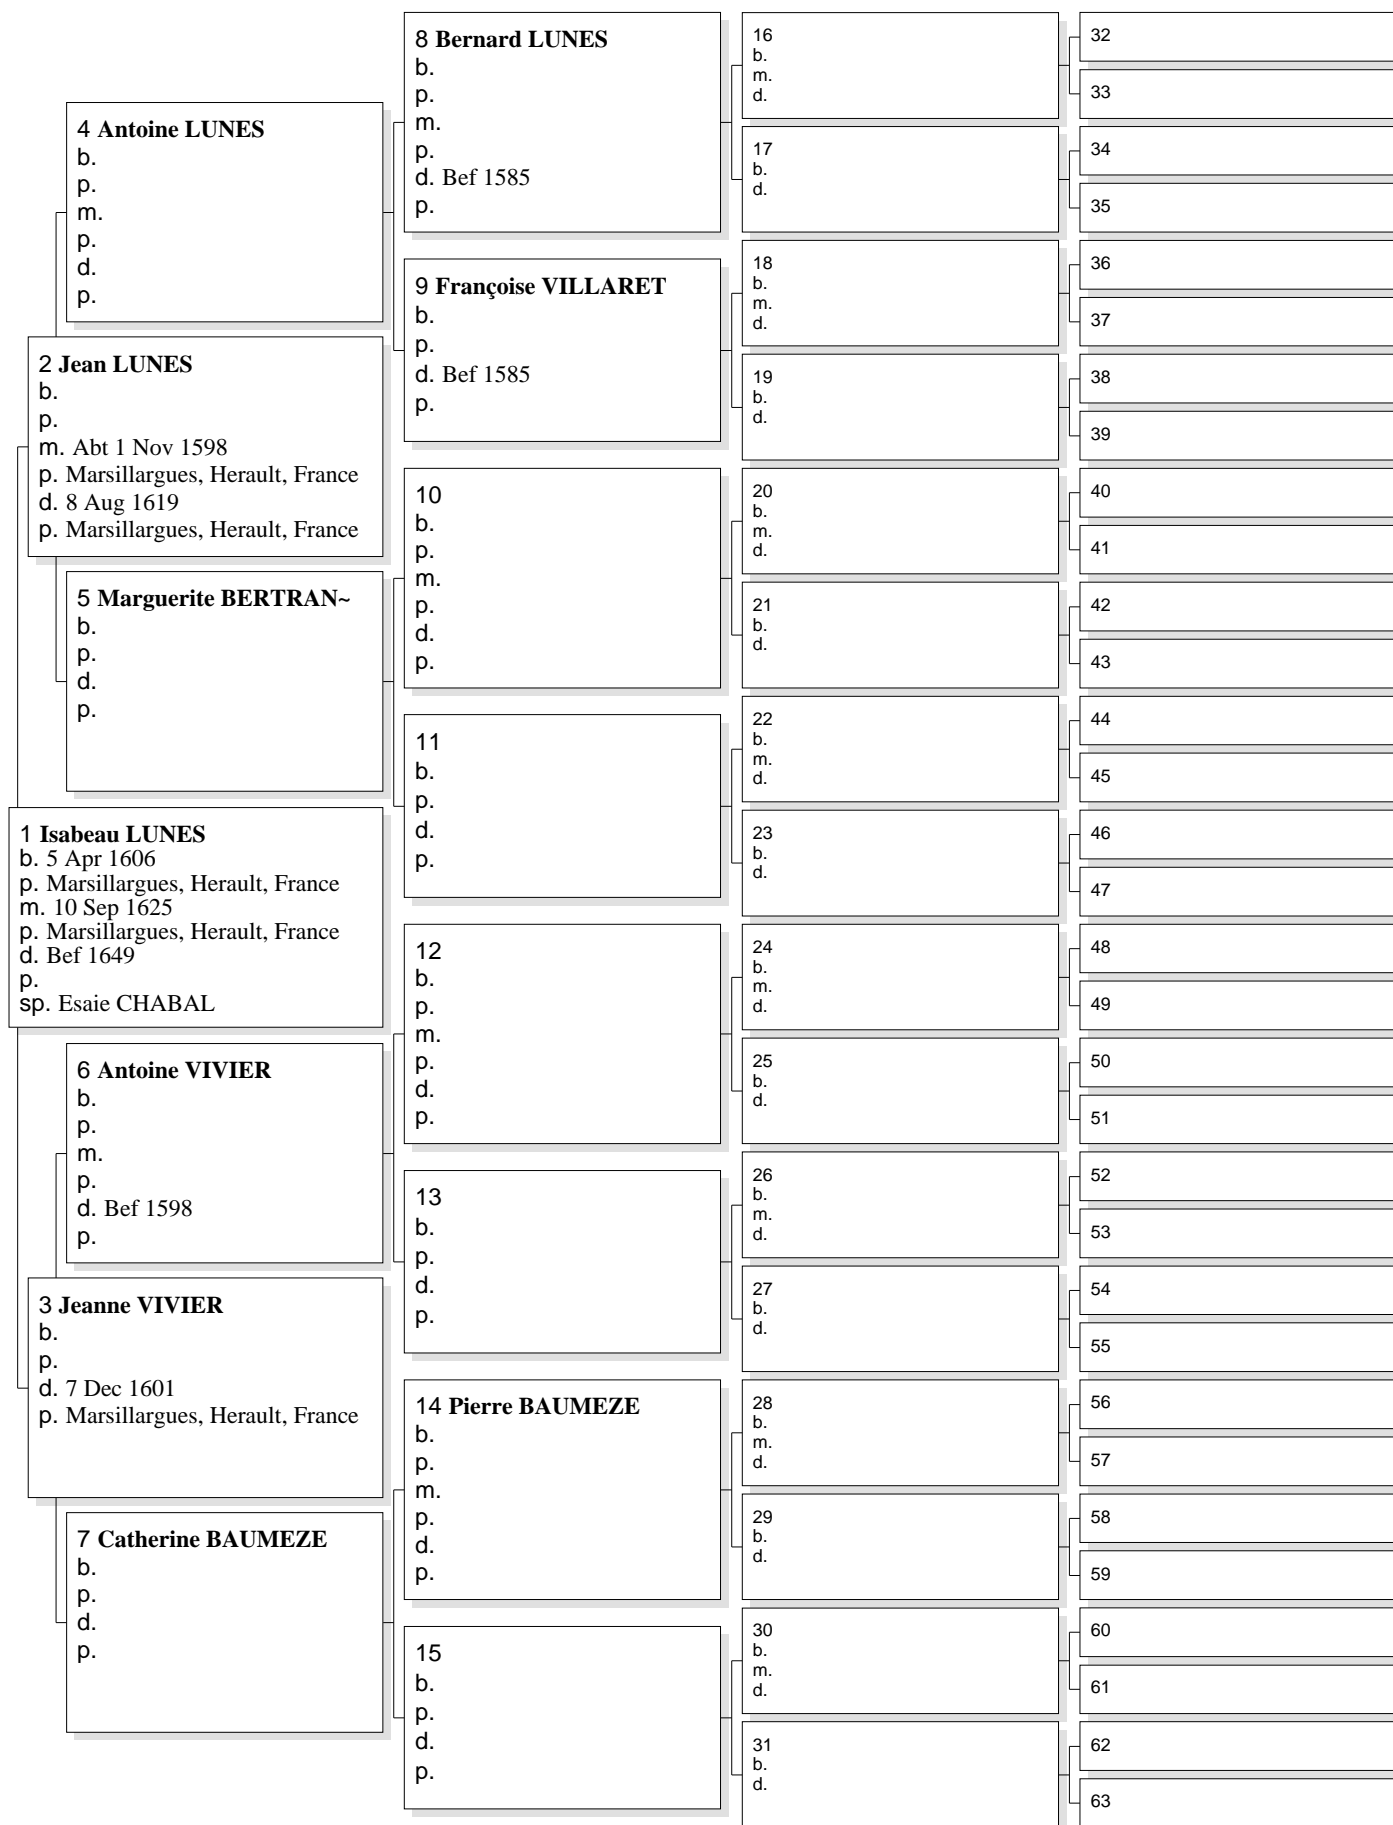 1 Isabeau LUNES
b. 5 Apr 1606
p. Marsillargues, Herault, France
m. 10 Sep 1625
p. Marsillargues, Herault, France
d. Bef 1649
p.
sp. Esaie CHABAL
2 Jean LUNES
b.
p.
m. Abt 1 Nov 1598
p. Marsillargues, Herault, France
d. 8 Aug 1619
p. Marsillargues, Herault, France
3 Jeanne VIVIER
b.
p.
d. 7 Dec 1601
p. Marsillargues, Herault, France
4 Antoine LUNES
b.
p.
m.
p.
d.
p.
5 Marguerite BERTRAN~
b.
p.
d.
p.
6 Antoine VIVIER
b.
p.
m.
p.
d. Bef 1598
p.
7 Catherine BAUMEZE
b.
p.
d.
p.
8 Bernard LUNES
b.
p.
m.
p.
d. Bef 1585
p.
9 Françoise VILLARET
b.
p.
d. Bef 1585
p.
10
b.
p.
m.
p.
d.
p.
11
b.
p.
d.
p.
12
b.
p.
m.
p.
d.
p.
13
b.
p.
d.
p.
14 Pierre BAUMEZE
b.
p.
m.
p.
d.
p.
15
b.
p.
d.
p.
16
b.
m.
d.
17
b.
d.
18
b.
m.
d.
19
b.
d.
20
b.
m.
d.
21
b.
d.
22
b.
m.
d.
23
b.
d.
24
b.
m.
d.
25
b.
d.
26
b.
m.
d.
27
b.
d.
28
b.
m.
d.
29
b.
d.
30
b.
m.
d.
31
b.
d.
32
33
34
35
36
37
38
39
40
41
42
43
44
45
46
47
48
49
50
51
52
53
54
55
56
57
58
59
60
61
62
63